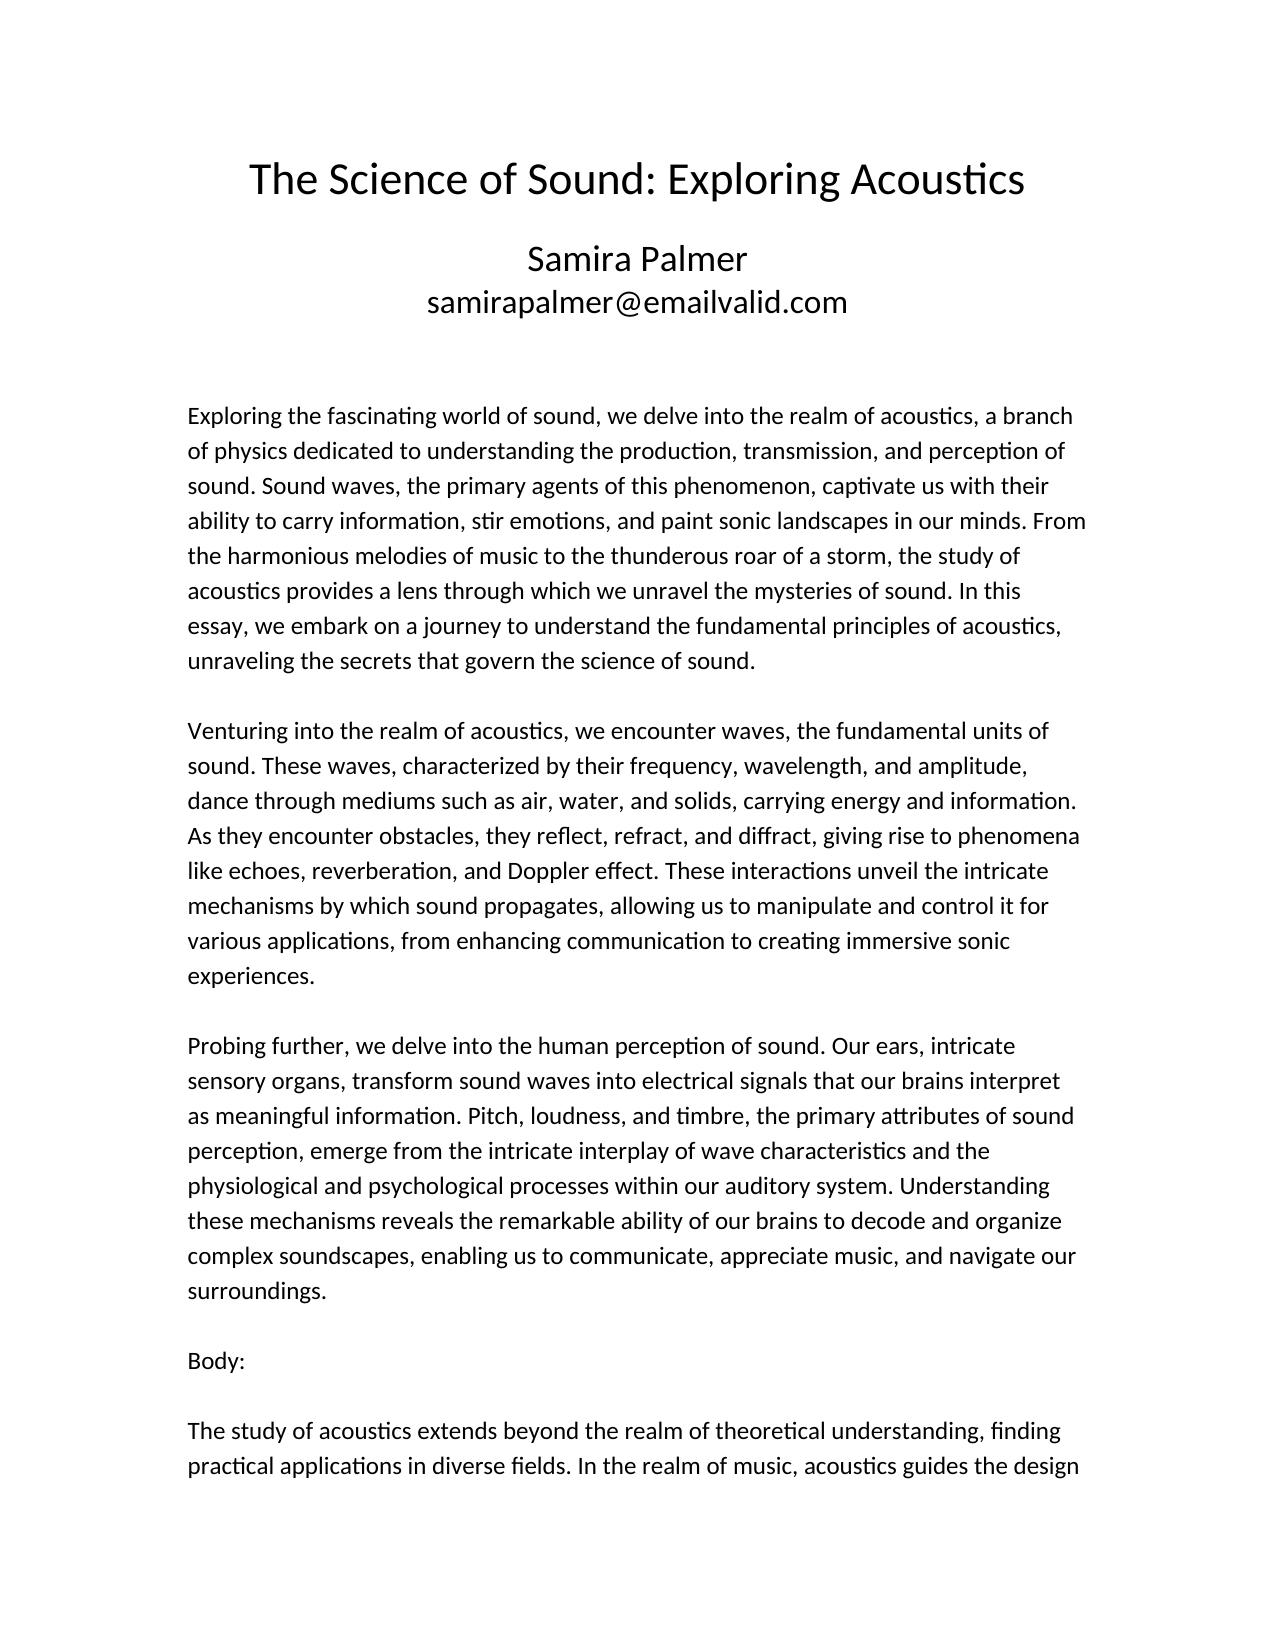 The Science of Sound: Exploring Acoustics
Samira Palmer
samirapalmer@emailvalid.com
Exploring the fascinating world of sound, we delve into the realm of acoustics, a branch
of physics dedicated to understanding the production, transmission, and perception of
sound. Sound waves, the primary agents of this phenomenon, captivate us with their
ability to carry information, stir emotions, and paint sonic landscapes in our minds. From
the harmonious melodies of music to the thunderous roar of a storm, the study of
acoustics provides a lens through which we unravel the mysteries of sound. In this
essay, we embark on a journey to understand the fundamental principles of acoustics,
unraveling the secrets that govern the science of sound.
Venturing into the realm of acoustics, we encounter waves, the fundamental units of
sound. These waves, characterized by their frequency, wavelength, and amplitude,
dance through mediums such as air, water, and solids, carrying energy and information.
As they encounter obstacles, they reflect, refract, and diffract, giving rise to phenomena
like echoes, reverberation, and Doppler effect. These interactions unveil the intricate
mechanisms by which sound propagates, allowing us to manipulate and control it for
various applications, from enhancing communication to creating immersive sonic
experiences.
Probing further, we delve into the human perception of sound. Our ears, intricate
sensory organs, transform sound waves into electrical signals that our brains interpret
as meaningful information. Pitch, loudness, and timbre, the primary attributes of sound
perception, emerge from the intricate interplay of wave characteristics and the
physiological and psychological processes within our auditory system. Understanding
these mechanisms reveals the remarkable ability of our brains to decode and organize
complex soundscapes, enabling us to communicate, appreciate music, and navigate our
surroundings.
Body:
The study of acoustics extends beyond the realm of theoretical understanding, finding
practical applications in diverse fields. In the realm of music, acoustics guides the design